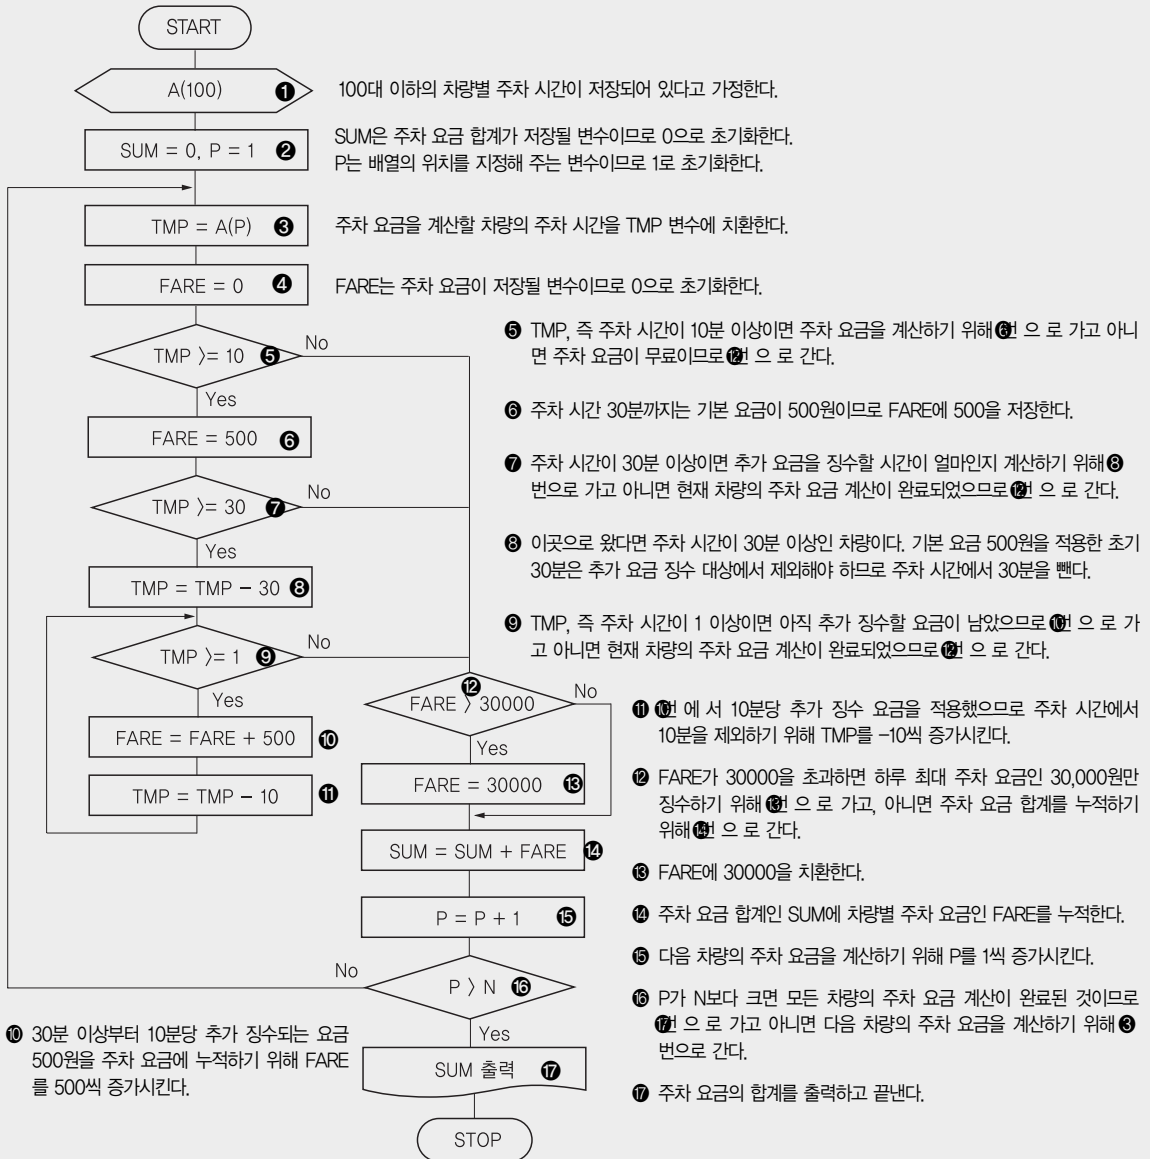 START
A(100) ❶
100대 이하의 차량별 주차 시간이 저장되어 있다고 가정한다.
SUM = 0, P = 1 ❷
SUM은 주차 요금 합계가 저장될 변수이므로 0으로 초기화한다.
P는 배열의 위치를 지정해 주는 변수이므로 1로 초기화한다.
TMP = A(P) ❸
주차 요금을 계산할 차량의 주차 시간을 TMP 변수에 치환한다.
FARE = 0 ❹
FARE는 주차 요금이 저장될 변수이므로 0으로 초기화한다.
TMP >= 10 ❺
No
Yes
FARE = 500 ❻
TMP >= 30 ❼
No
Yes
TMP = TMP - 30 ❽
TMP >= 1 ❾
No
Yes
FARE = FARE + 500 ❿
TMP = TMP - 10 ⓫
❿ 30분 이상부터 10분당 추가 징수되는 요금
500원을 주차 요금에 누적하기 위해 FARE
를 500씩 증가시킨다.
⓬
FARE > 30000
No
Yes
FARE = 30000 ⓭
SUM = SUM + FARE ⓮
P = P + 1 ⓯
P > N ⓰
No
Yes
SUM 출력 ⓱
STOP
❺ TMP, 즉 주차 시간이 10분 이상이면 주차 요금을 계산하기 위해 ❻번 으 로 가고 아니
면 주차 요금이 무료이므로 ⓬번 으 로 간다.
❻ 주차 시간 30분까지는 기본 요금이 500원이므로 FARE에 500을 저장한다.
❼ 주차 시간이 30분 이상이면 추가 요금을 징수할 시간이 얼마인지 계산하기 위해 ❽
번으로 가고 아니면 현재 차량의 주차 요금 계산이 완료되었으므로 ⓬번 으 로 간다.
❽ 이곳으로 왔다면 주차 시간이 30분 이상인 차량이다. 기본 요금 500원을 적용한 초기
30분은 추가 요금 징수 대상에서 제외해야 하므로 주차 시간에서 30분을 뺀다.
❾ TMP, 즉 주차 시간이 1 이상이면 아직 추가 징수할 요금이 남았으므로 ❿번 으 로 가
고 아니면 현재 차량의 주차 요금 계산이 완료되었으므로 ⓬번 으 로 간다.
⓫ ❿번 에 서 10분당 추가 징수 요금을 적용했으므로 주차 시간에서
10분을 제외하기 위해 TMP를 -10씩 증가시킨다.
⓬ FARE가 30000을 초과하면 하루 최대 주차 요금인 30,000원만
징수하기 위해 ⓭번 으 로 가고, 아니면 주차 요금 합계를 누적하기
위해 ⓮번 으 로 간다.
⓭ FARE에 30000을 치환한다.
⓮ 주차 요금 합계인 SUM에 차량별 주차 요금인 FARE를 누적한다.
⓯ 다음 차량의 주차 요금을 계산하기 위해 P를 1씩 증가시킨다.
⓰ P가 N보다 크면 모든 차량의 주차 요금 계산이 완료된 것이므로
⓱번 으 로 가고 아니면 다음 차량의 주차 요금을 계산하기 위해 ❸
번으로 간다.
⓱ 주차 요금의 합계를 출력하고 끝낸다.